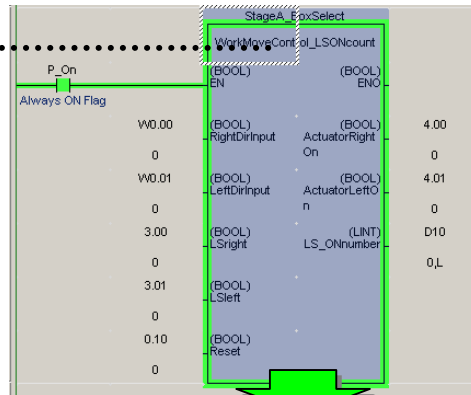 StageA_BoxSelect
WorkMoveControl_LSONcount
P_On
Always ON Flag
(BOOL)
EN
(BOOL)
ENO
W0.00
0
(BOOL)
RightDirInput
(BOOL)
ActuatorRight
On
4.00
0
W0.01
0
(BOOL)
LeftDirInput
(BOOL)
ActuatorLeftO
n
4.01
0
3.00
0
(BOOL)
LSright
(LINT)
LS_ONnumber
D10
0,L
3.01
0
(BOOL)
LSleft
0.10
0
(BOOL)
Reset